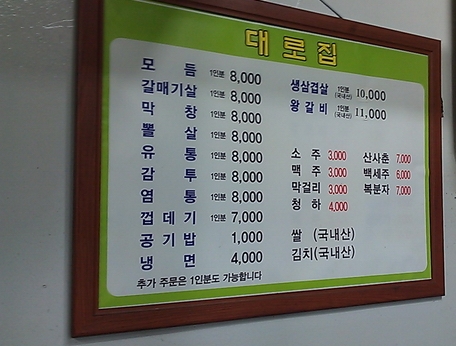 대로집
모듬 1인분 8,000
갈매기살 1인분 8,000
막창 1인분 8,000
뽈살 1인분 8,000
유통 1인분 8,000
감투 1인분 8,000
염통 1인분 8,000
껍데기 1인분 7,000
공기밥 1,000
냉면 4,000
추가 주문은 1인분도 가능합니다
생삼겹살 1인분 (국내산) 10,000
왕갈비 1인분 (국내산) 11,000
소주 3,000 산사춘 7,000
맥주 3,000 백세주 6,000
막걸리 3,000 복분자 7,000
청하 4,000
쌀 (국내산)
김치(국내산)